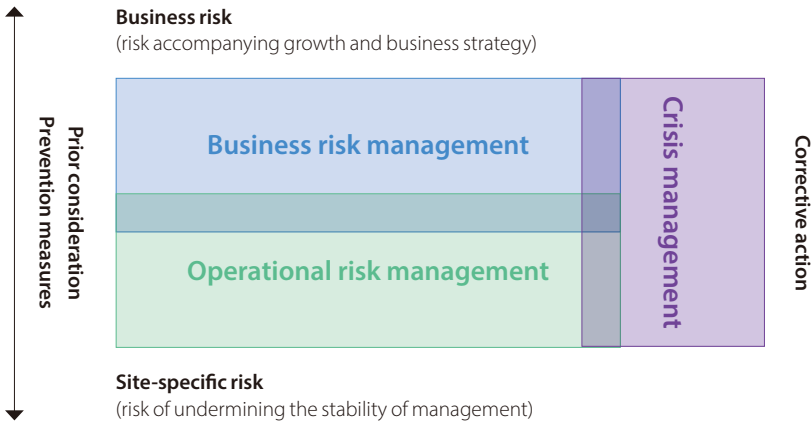 Business risk
(risk accompanying growth and business strategy)
Prior consideration
Prevention measures
Business risk management
Operational risk management
Crisis management
Corrective action
Site-specific risk
(risk of undermining the stability of management)